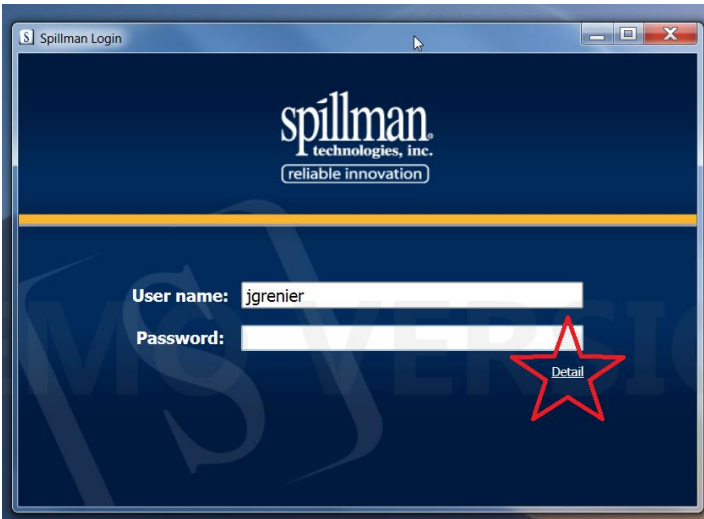 S Spillman Login
spillman
technologies, inc.
reliable innovation
User name: jgrenier
Password:
Detail